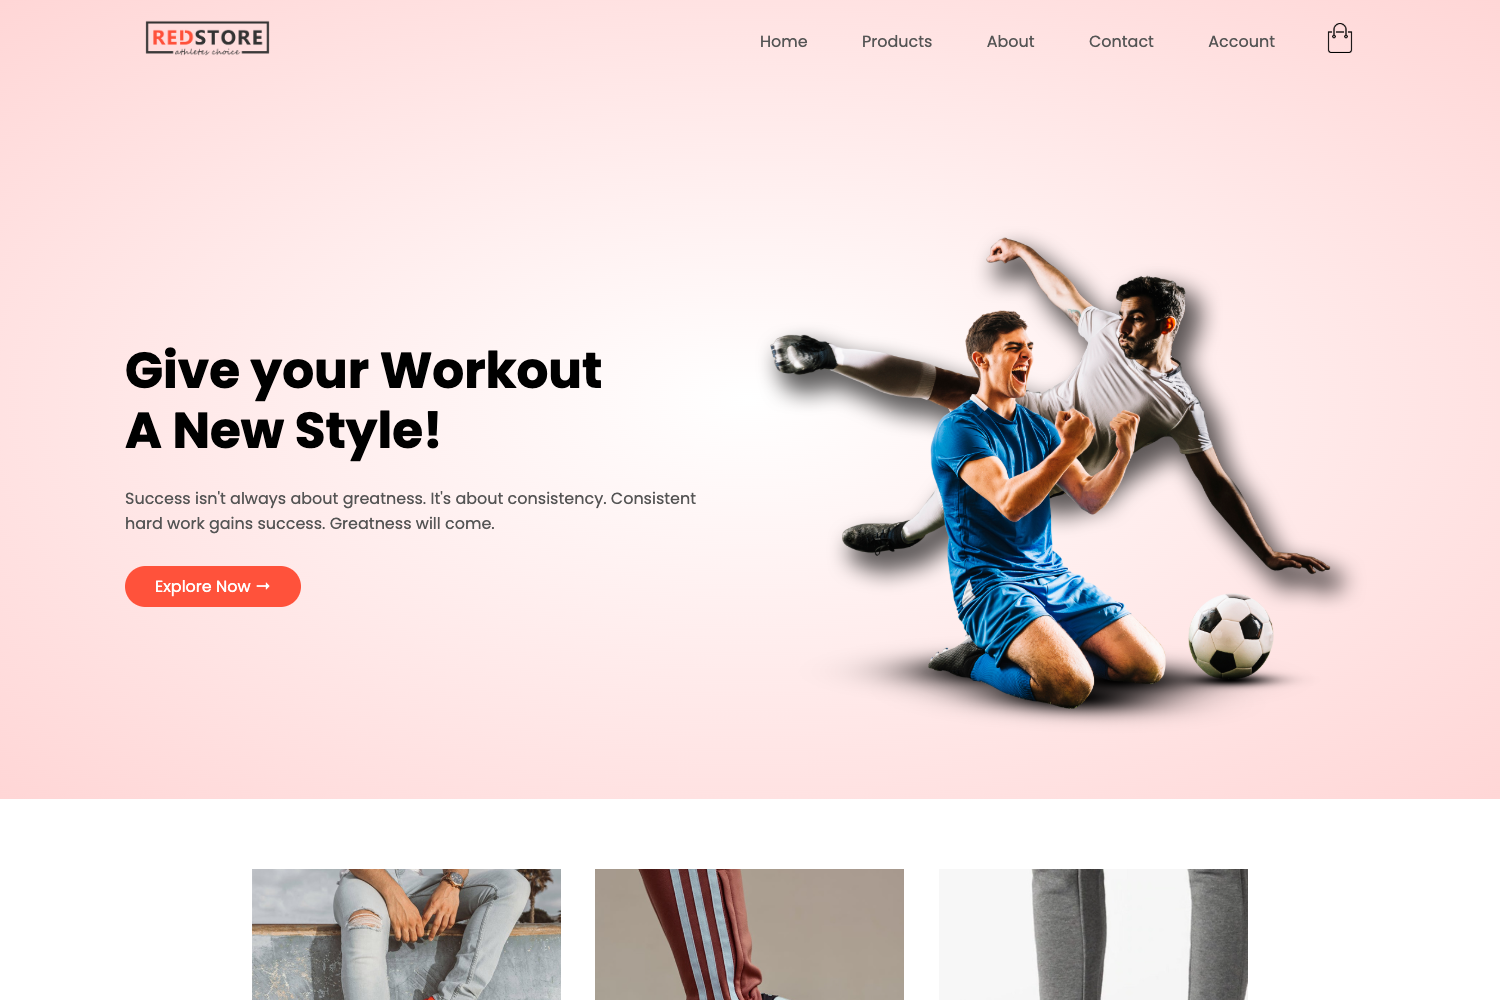 REDSTORE
athletes choice
Home Products About Contact Account
Give your Workout
A New Style!
Success isn't always about greatness. It's about consistency. Consistent
hard work gains success. Greatness will come.
Explore Now →